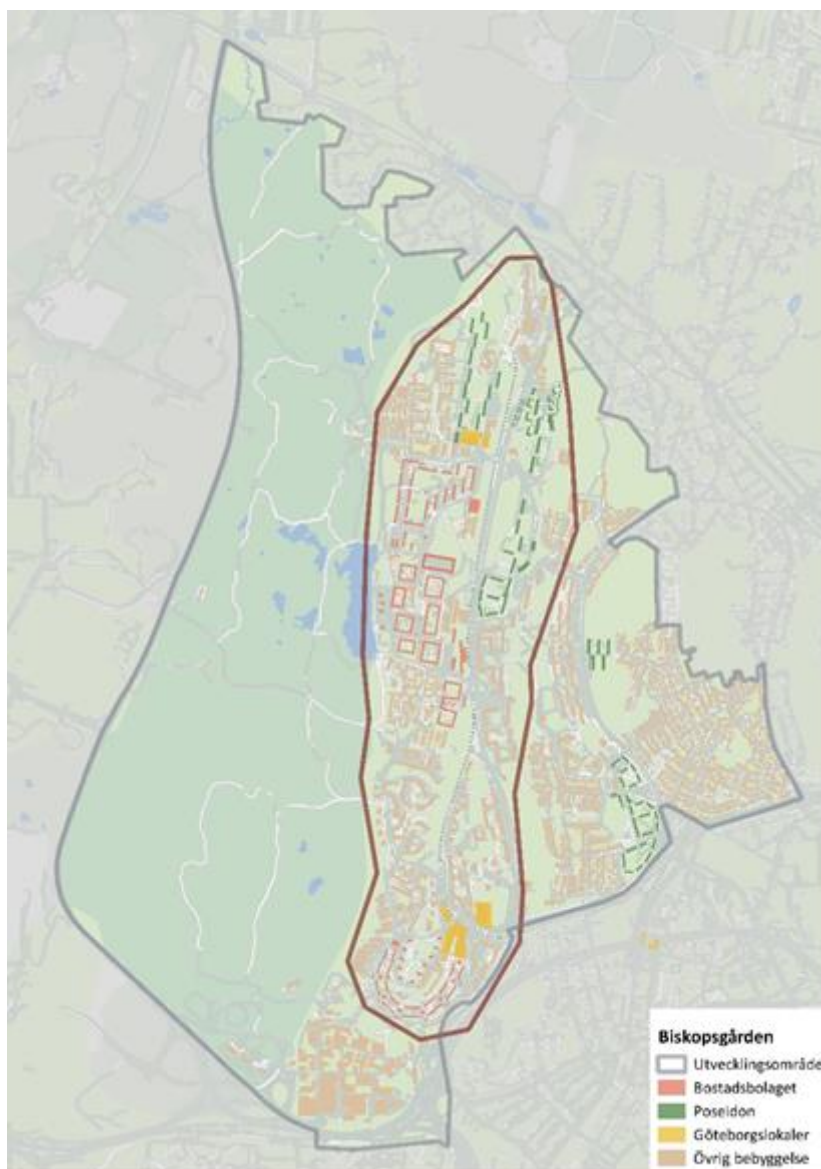 Biskopsgården
Utvecklingsområde
Bostadsbolaget
Poseidon
Göteborgslokaler
Övrig bebyggelse